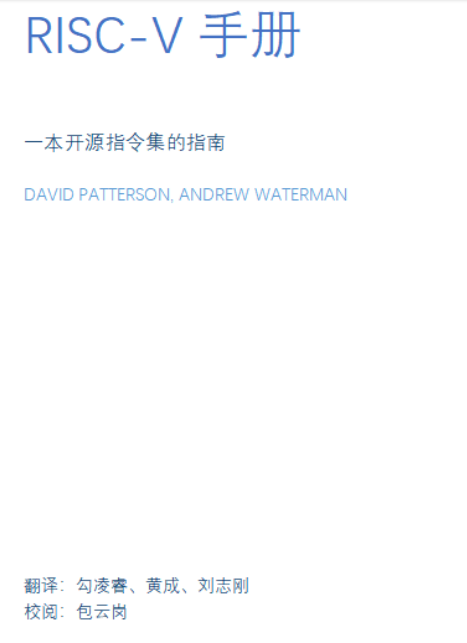 RISC-V 手册
一本开源指令集的指南
DAVID PATTERSON, ANDREW WATERMAN
翻译：勾凌睿、黄成、刘志刚
校阅：包云岗